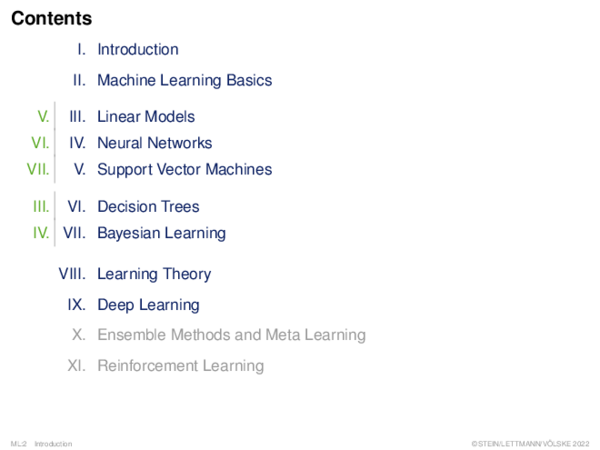 Contents
I. Introduction
II. Machine Learning Basics
V. III. Linear Models
VI. IV. Neural Networks
VII. V. Support Vector Machines
III. VI. Decision Trees
IV. VII. Bayesian Learning
VIII. Learning Theory
IX. Deep Learning
X. Ensemble Methods and Meta Learning
XI. Reinforcement Learning
ML:2 Introduction ©STEIN/LETTMANN/VÖLSKE 2022